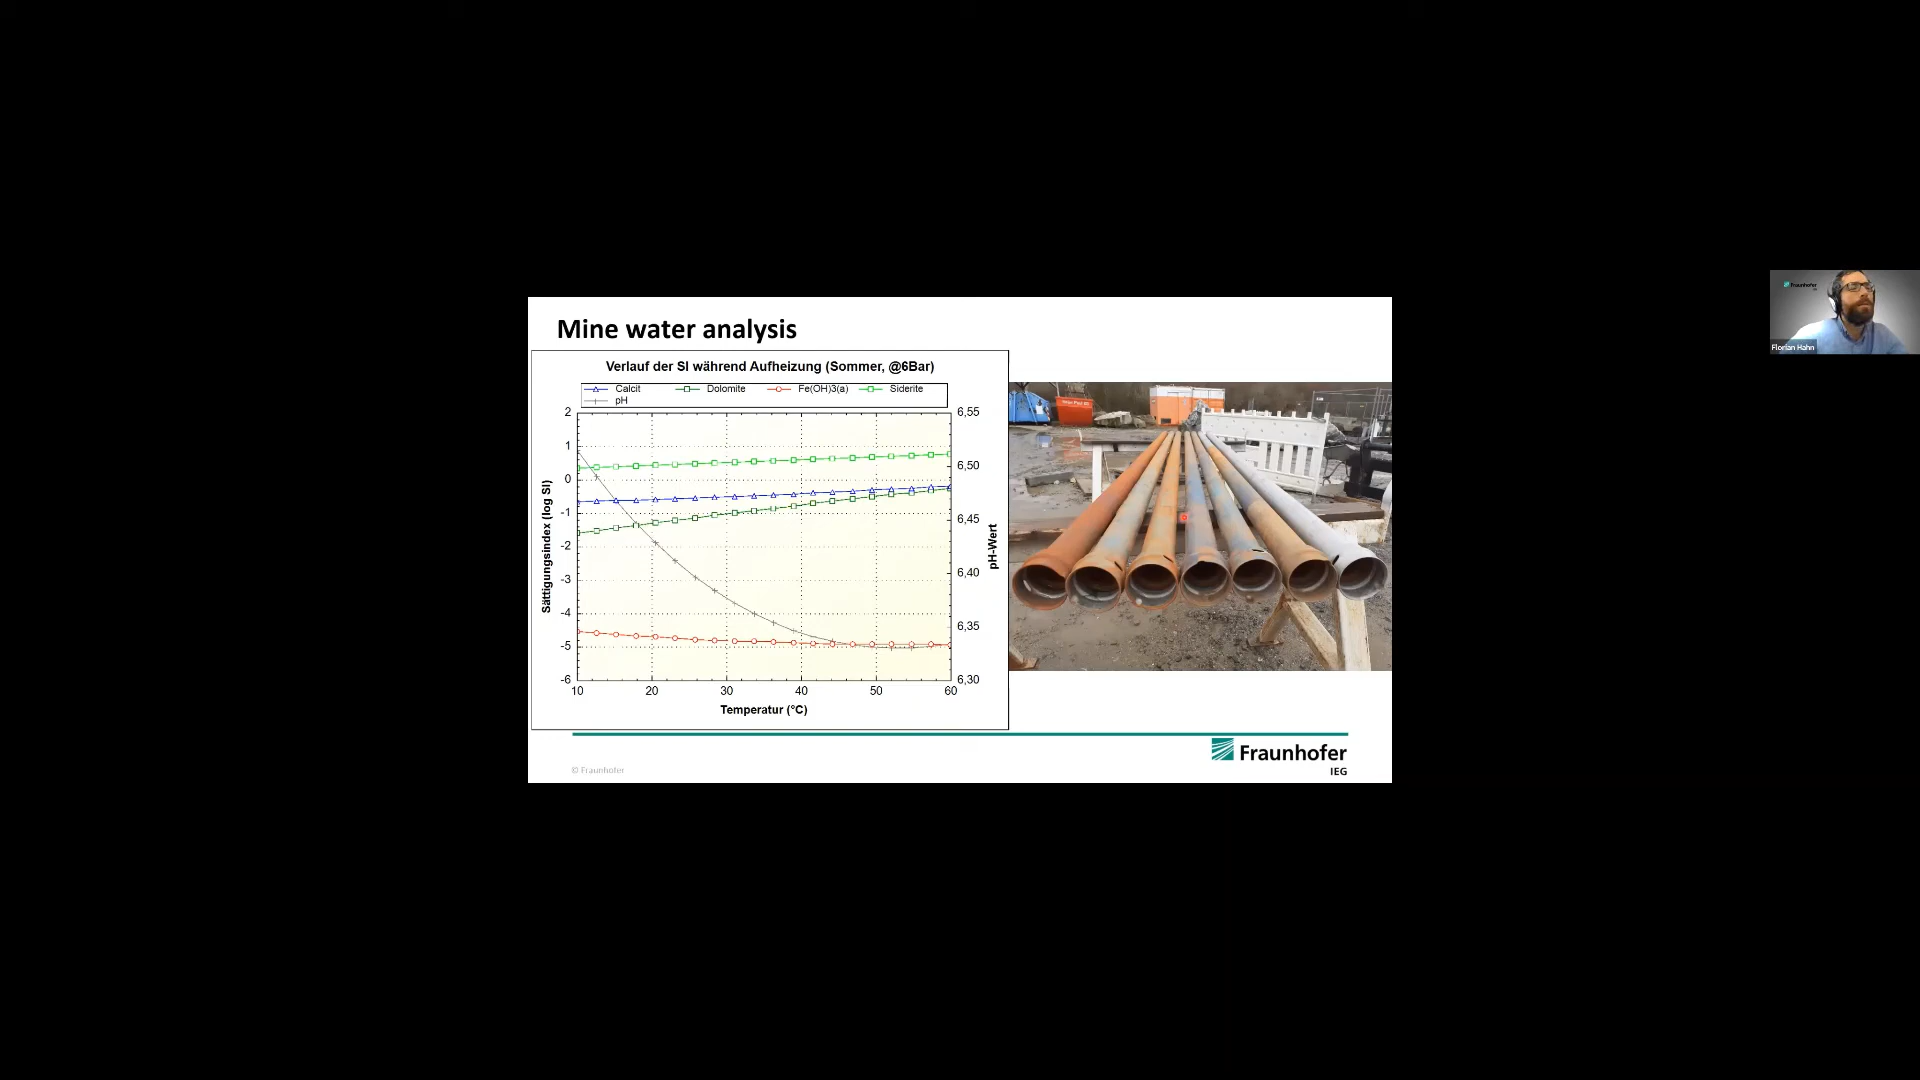 Mine water analysis
Verlauf der SI während Aufheizung (Sommer, @6Bar)
Calcit Dolomite Fe(OH)3(a) Siderite
pH
2
1
0
-1
-2
-3
-4
-5
-6
Sättigungsindex (log SI)
6,55
6,50
6,45
6,40
6,35
6,30
pH-Wert
10 20 30 40 50 60
Temperatur (°C)
© Fraunhofer
Fraunhofer
IEG
Fraunhofer
Florian Hahn